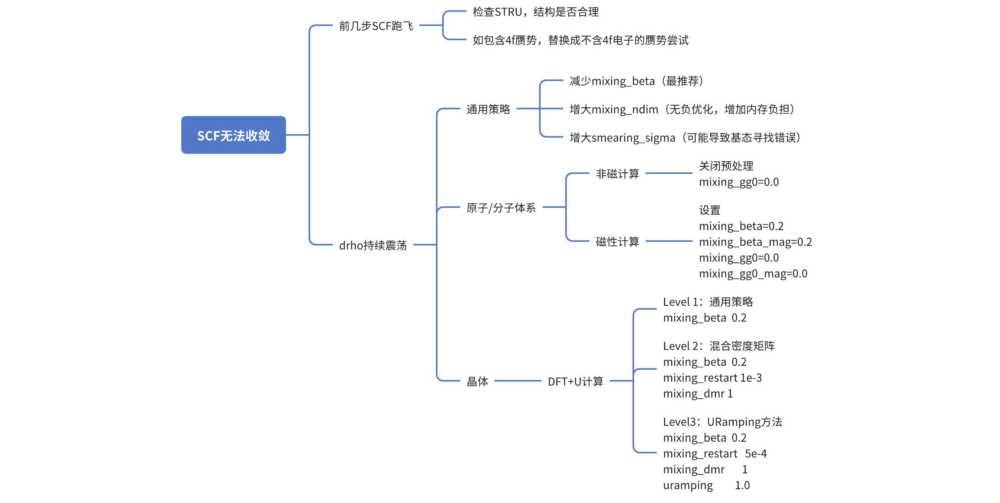 SCF无法收敛
前几步SCF跑飞
检查STRU，结构是否合理
如包含4f赝势，替换成不含4f电子的赝势尝试
drho持续震荡
通用策略
减少mixing_beta（最推荐）
增大mixing_ndim（无负优化，增加内存负担）
增大smearing_sigma（可能导致基态寻找错误）
原子/分子体系
非磁计算
关闭预处理
mixing_gg0=0.0
磁性计算
设置
mixing_beta=0.2
mixing_beta_mag=0.2
mixing_gg0=0.0
mixing_gg0_mag=0.0
晶体
DFT+U计算
Level 1：通用策略
mixing_beta  0.2
Level 2：混合密度矩阵
mixing_beta  0.2
mixing_restart 1e-3
mixing_dmr 1
Level3：URamping方法
mixing_beta  0.2
mixing_restart   5e-4
mixing_dmr       1
uramping         1.0